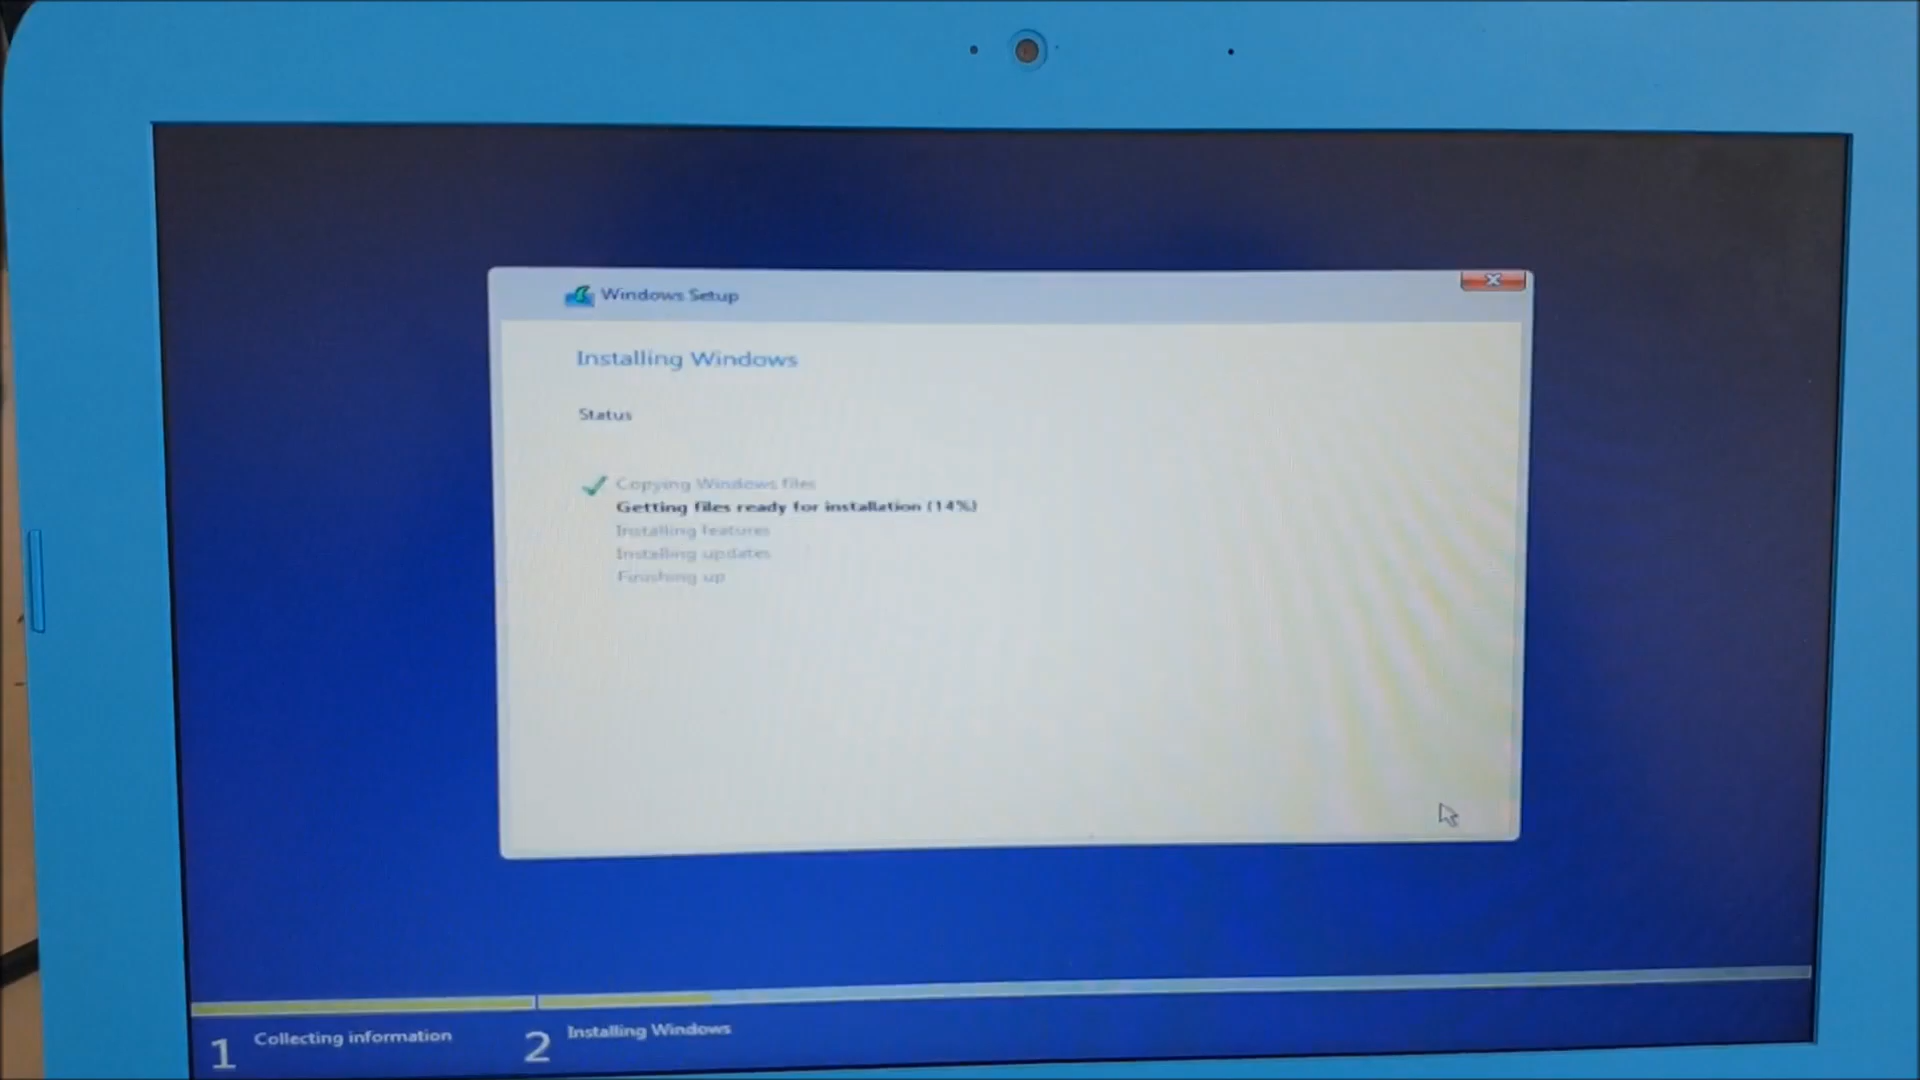 Windows Setup
Installing Windows
Status
Copying Windows files
Getting files ready for installation (14%)
Installing features
Installing updates
Finishing up
1 Collecting information
2 Installing Windows